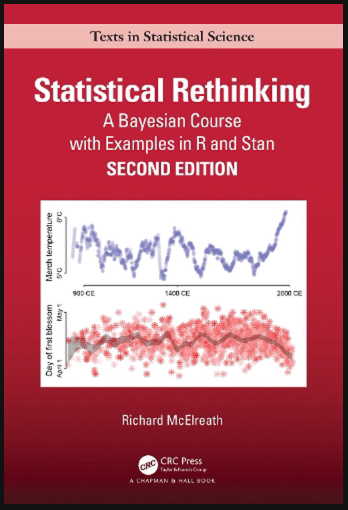 Texts in Statistical Science
Statistical Rethinking
A Bayesian Course
with Examples in R and Stan
SECOND EDITION
March temperature
8°C
5°C
900 CE
1400 CE
2000 CE
Day of first blossom
May 1
April 1
Richard McElreath
CRC
CRC Press
Taylor & Francis Group
A CHAPMAN & HALL BOOK